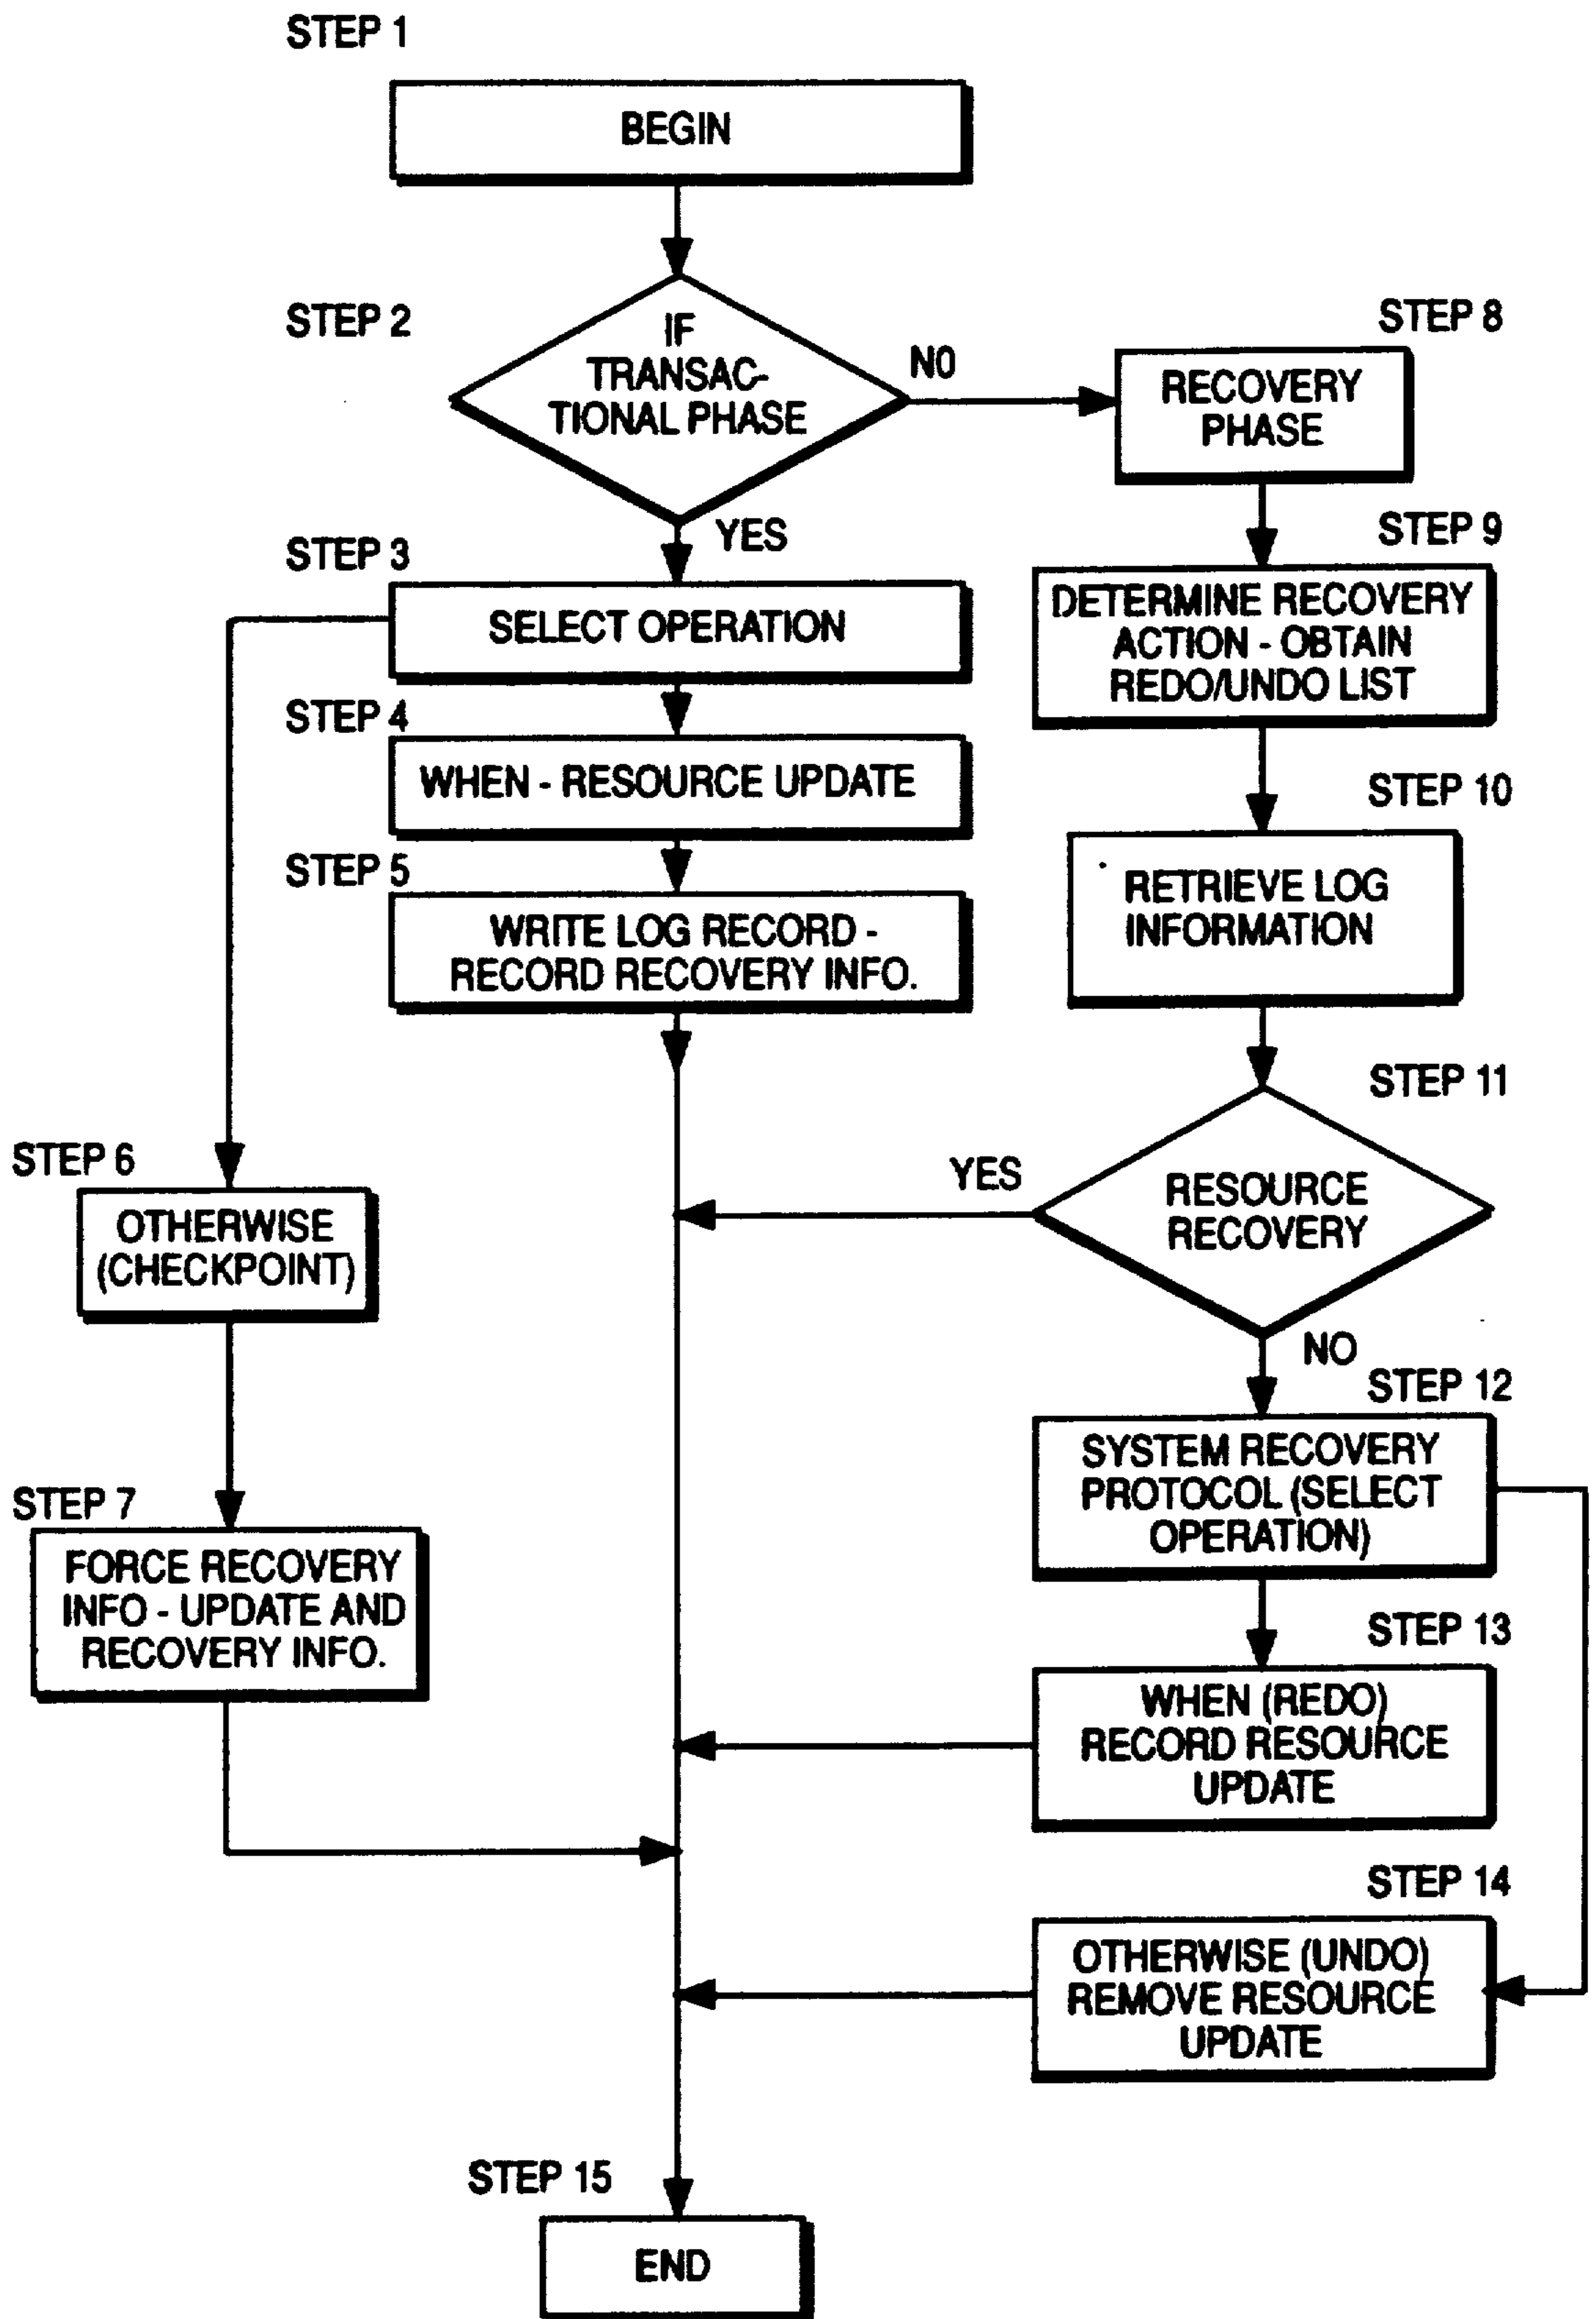 STEP 1
BEGIN
STEP 2
IF
TRANSAC-
TIONAL PHASE
NO
YES
STEP 8
RECOVERY
PHASE
STEP 3
SELECT OPERATION
STEP 9
DETERMINE RECOVERY
ACTION - OBTAIN
REDO/UNDO LIST
STEP 4
WHEN - RESOURCE UPDATE
STEP 5
WRITE LOG RECORD -
RECORD RECOVERY INFO.
STEP 10
RETRIEVE LOG
INFORMATION
STEP 11
RESOURCE
RECOVERY
YES
NO
STEP 6
OTHERWISE
(CHECKPOINT)
STEP 7
FORCE RECOVERY
INFO - UPDATE AND
RECOVERY INFO.
STEP 12
SYSTEM RECOVERY
PROTOCOL (SELECT
OPERATION)
STEP 13
WHEN (REDO)
RECORD RESOURCE
UPDATE
STEP 14
OTHERWISE (UNDO)
REMOVE RESOURCE
UPDATE
STEP 15
END